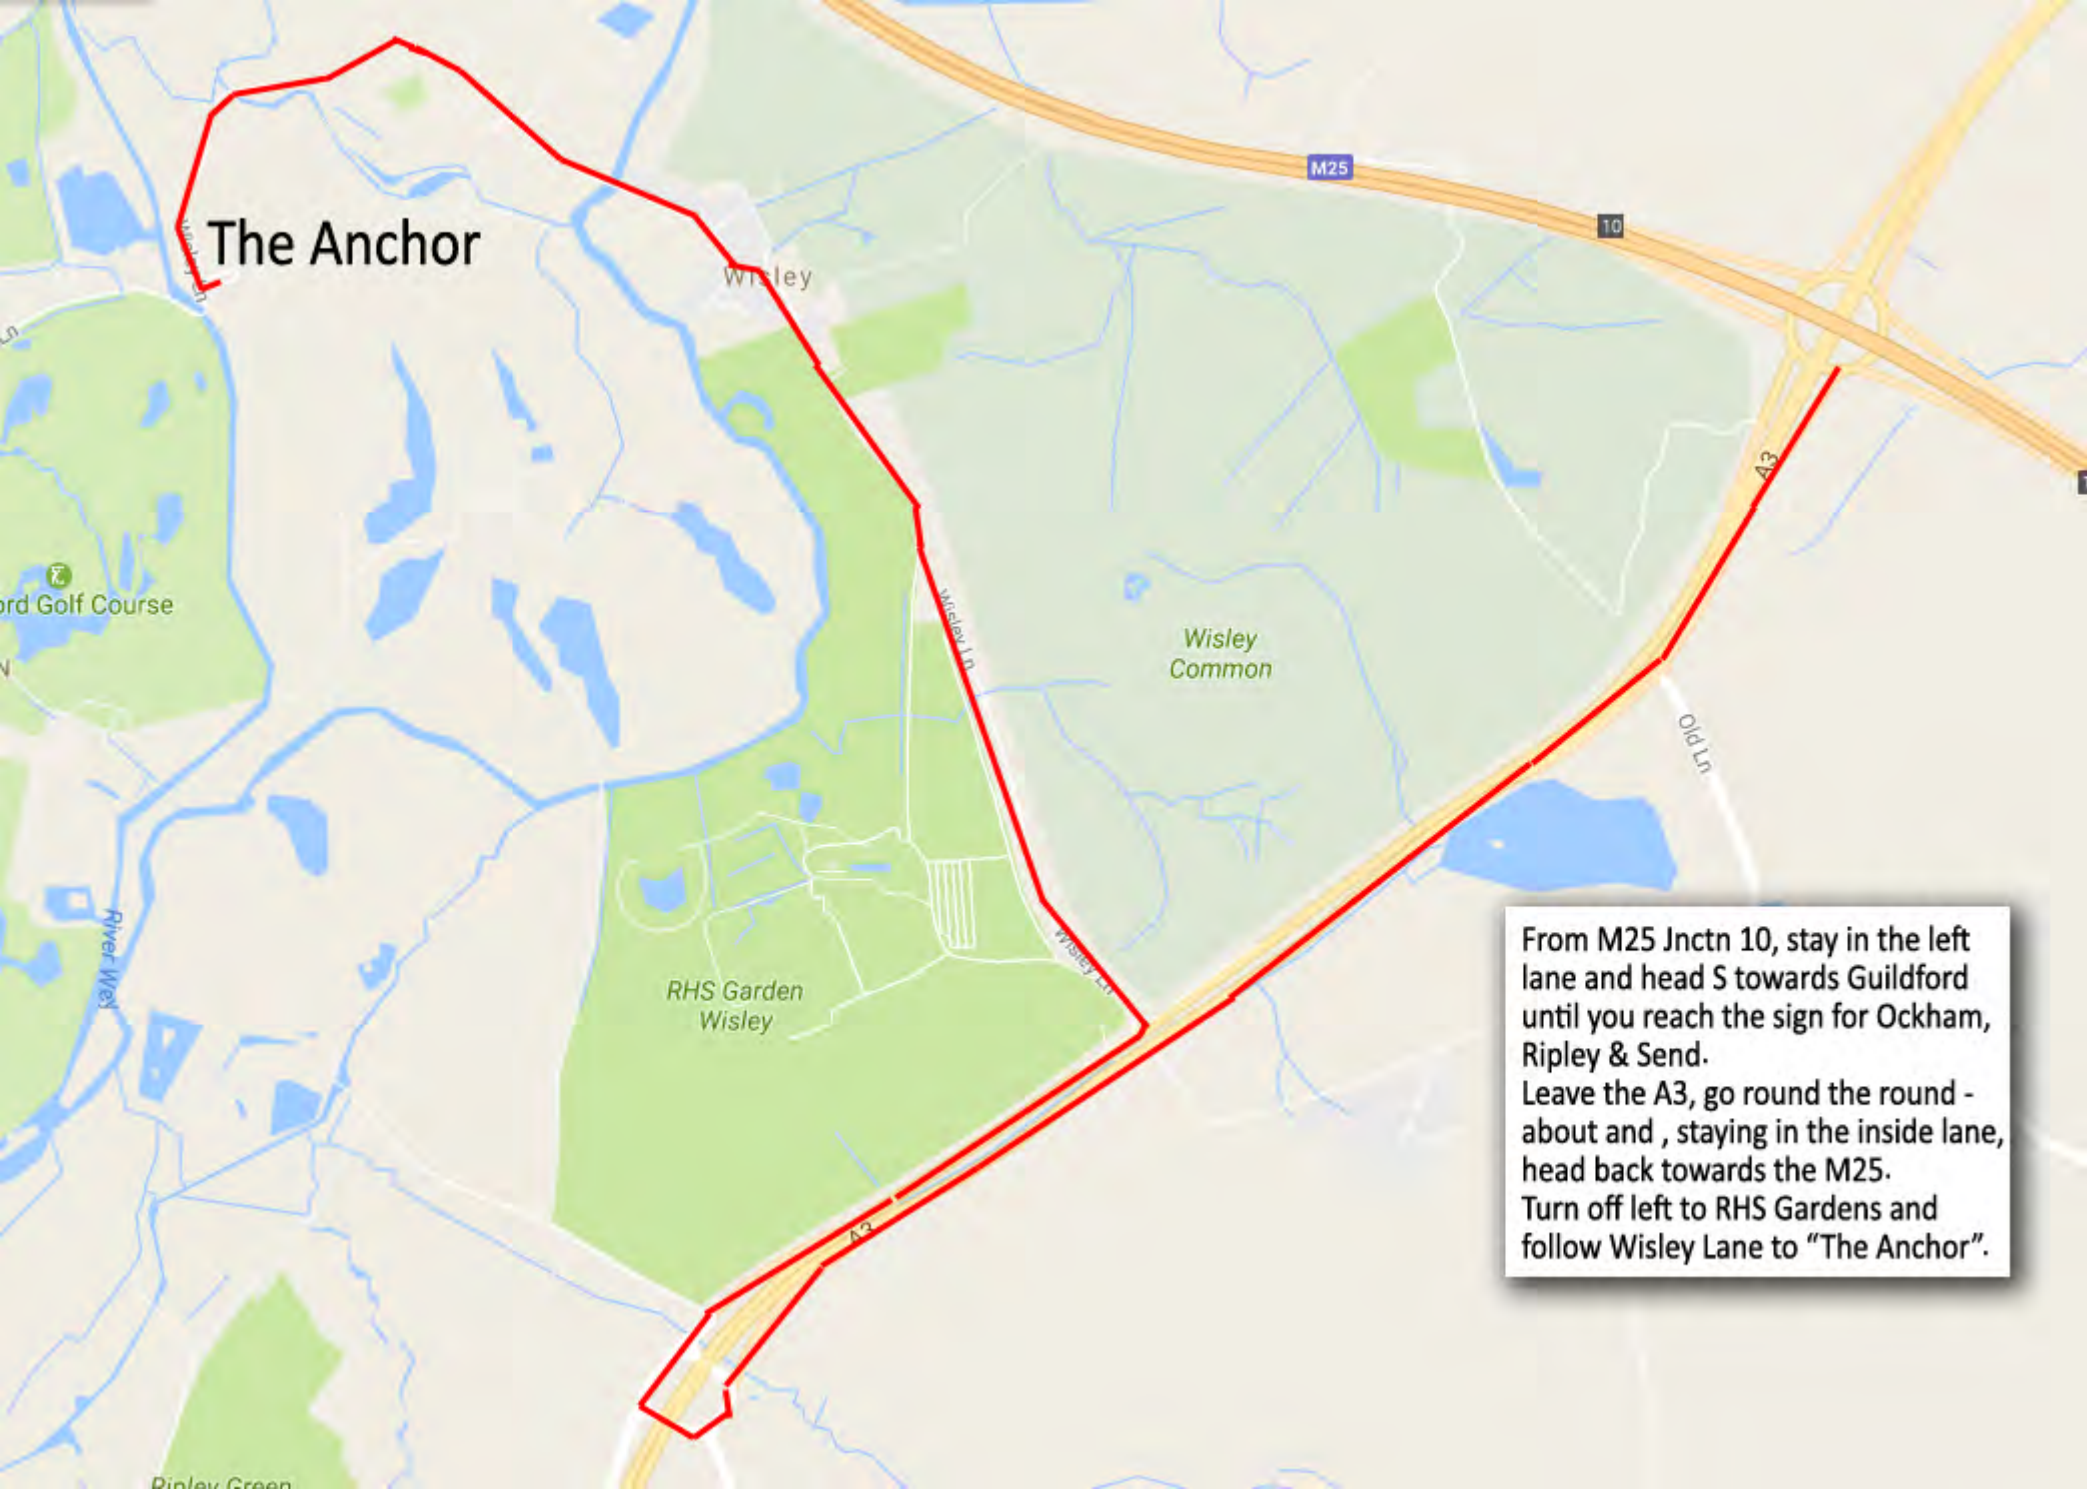 M25
10
The Anchor
Wisley Ln
Wisley
A3
Wisley Ln
Wisley
Common
Old Ln
ord Golf Course
River Wey
Wisley Ln
RHS Garden
Wisley
A3
From M25 Jnctn 10, stay in the left
lane and head S towards Guildford
until you reach the sign for Ockham,
Ripley & Send.
Leave the A3, go round the round -
about and , staying in the inside lane,
head back towards the M25.
Turn off left to RHS Gardens and
follow Wisley Lane to “The Anchor”.
Ripley Green